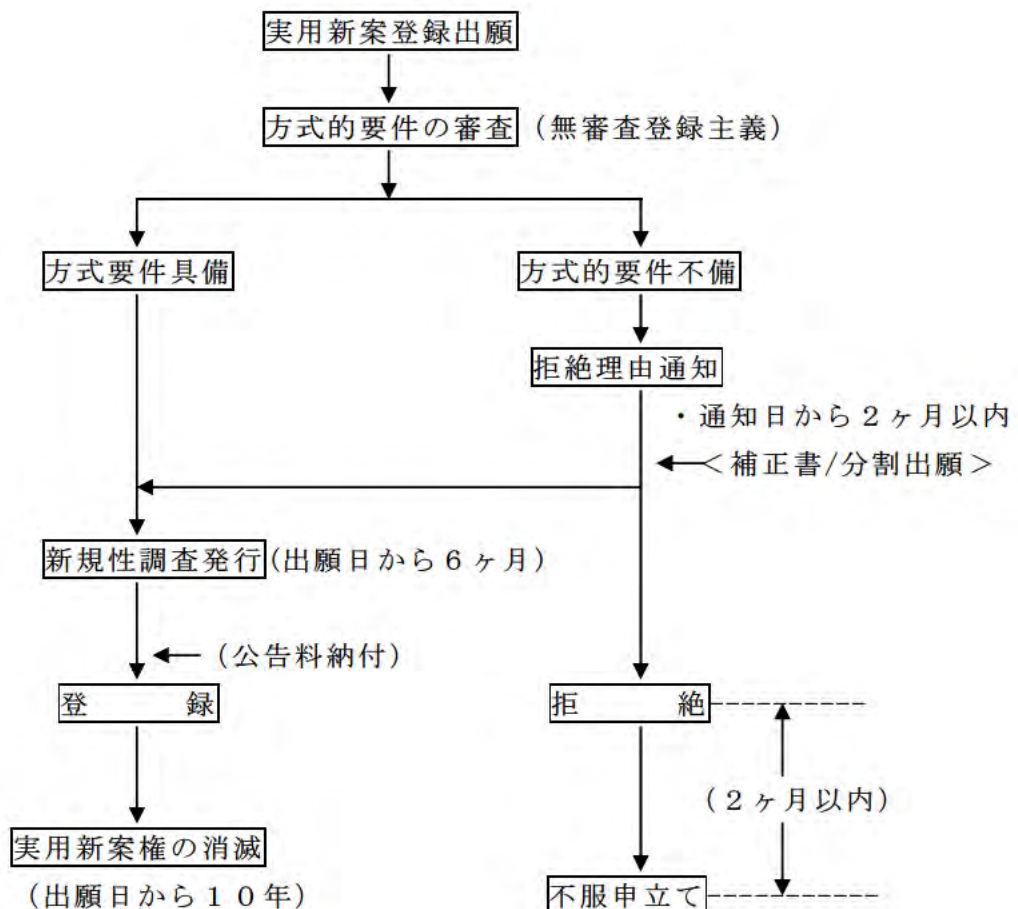 実用新案登録出願
方式的要件の審査（無審査登録主義）
方式要件具備
方式的要件不備
拒絶理由通知
・通知日から２ヶ月以内
＜補正書/分割出願＞
新規性調査発行(出願日から６ヶ月)
（公告料納付）
登　　　録
拒　　　絶
（２ヶ月以内）
実用新案権の消滅
（出願日から１０年）
不服申立て